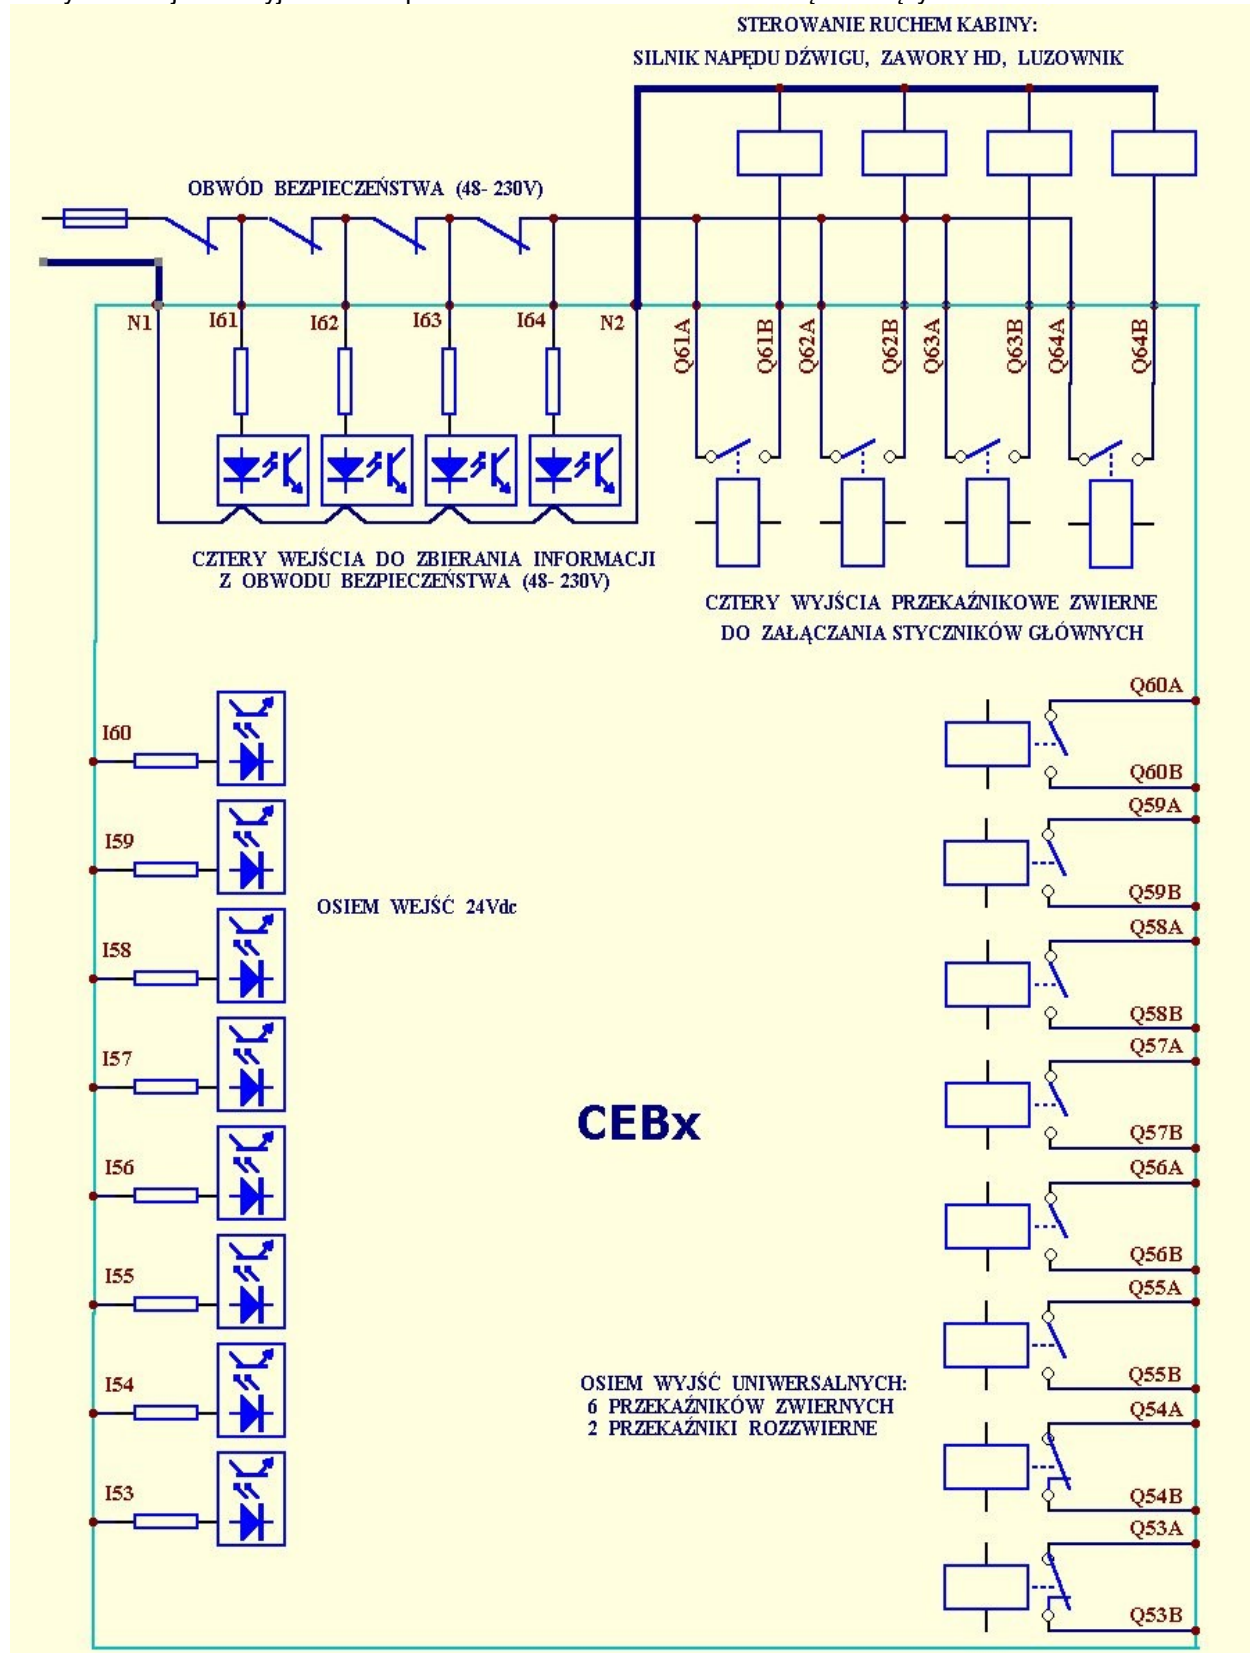 STEROWANIE RUCHEM KABINY:
SILNIK NAPĘDU DŹWIGU, ZAWORY HD, LUZOWNIK
OBWÓD BEZPIECZEŃSTWA (48- 230V)
N1
I61
I62
I63
I64
N2
Q61A
Q61B
Q62A
Q62B
Q63A
Q63B
Q64A
Q64B
CZTERY WEJŚCIA DO ZBIERANIA INFORMACJI
Z OBWODU BEZPIECZEŃSTWA (48- 230V)
CZTERY WYJŚCIA PRZEKAŹNIKOWE ZWIERNE
DO ZAŁĄCZANIA STYCZNIKÓW GŁÓWNYCH
I60
I59
I58
I57
I56
I55
I54
I53
OSIEM WEJŚĆ 24Vdc
CEBx
OSIEM WYJŚĆ UNIWERSALNYCH:
6 PRZEKAŹNIKÓW ZWIERNYCH
2 PRZEKAŹNIKI ROZZWIERNE
Q60A
Q60B
Q59A
Q59B
Q58A
Q58B
Q57A
Q57B
Q56A
Q56B
Q55A
Q55B
Q54A
Q54B
Q53A
Q53B